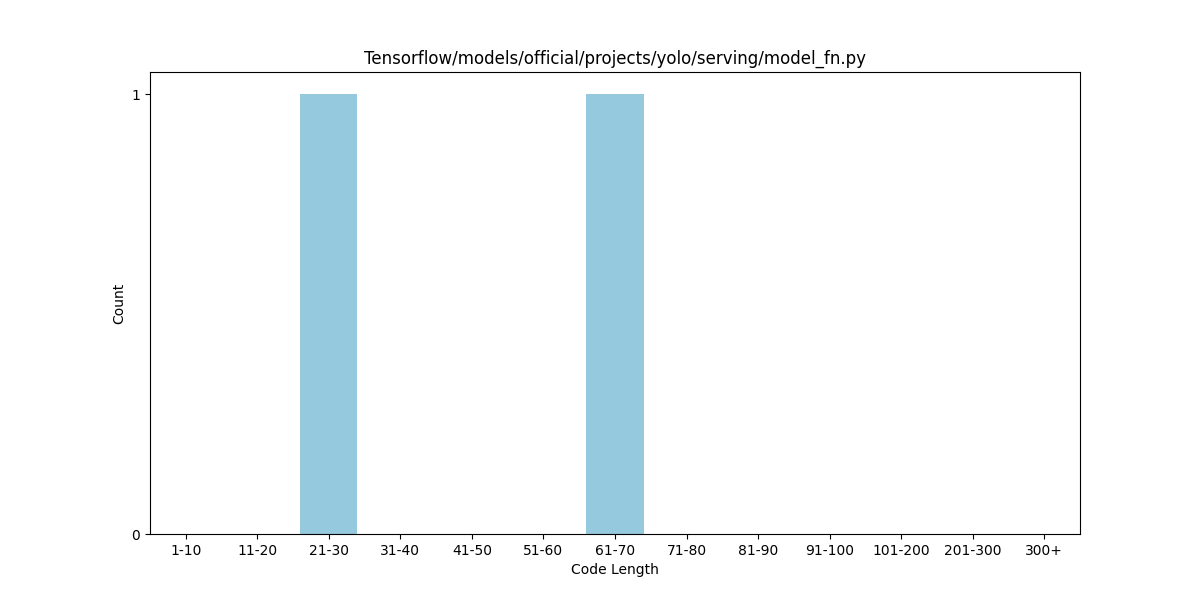 Tensorflow/models/official/projects/yolo/serving/model_fn.py
1
Count
0
1-10 11-20 21-30 31-40 41-50 51-60 61-70 71-80 81-90 91-100 101-200 201-300 300+
Code Length